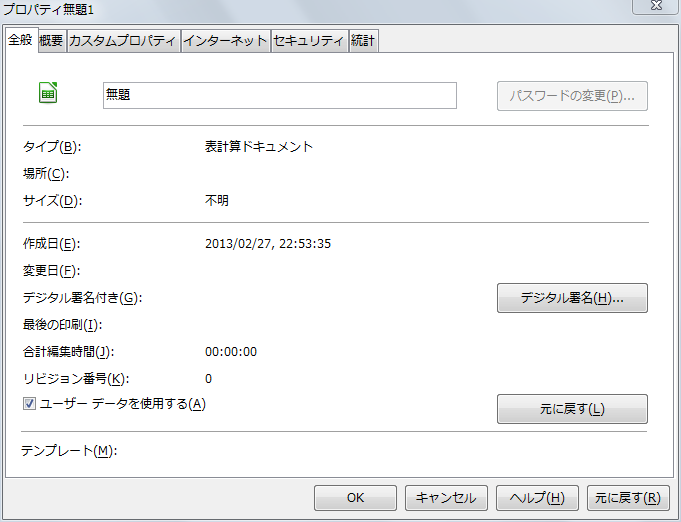 プロパティ無題1
全般 概要 カスタムプロパティ インターネット セキュリティ 統計
無題 パスワードの変更(P)...
タイプ(B): 表計算ドキュメント
場所(C):
サイズ(D): 不明
作成日(E): 2013/02/27, 22:53:35
変更日(F):
デジタル署名付き(G): デジタル署名(H)...
最後の印刷(I):
合計編集時間(J): 00:00:00
リビジョン番号(K): 0
ユーザー データを使用する(A) 元に戻す(L)
テンプレート(M):
OK キャンセル ヘルプ(H) 元に戻す(R)